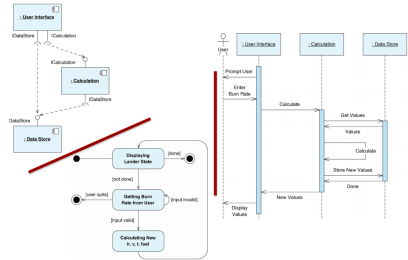 : User Interface
IDataStore
ICalculation
ICalculation
: Calculation
IDataStore
DataStore
: Data Store
Displaying
Lander State
[done]
[not done]
[user quits]
Getting Burn
Rate from User
[input invalid]
[input valid]
Calculating New
h, v, t, fuel
User
: User Interface
: Calculation
: Data Store
Prompt User
Enter
Burn Rate
Calculate
Get Values
Values
Calculate
Store New Values
Done
New Values
Display
Values